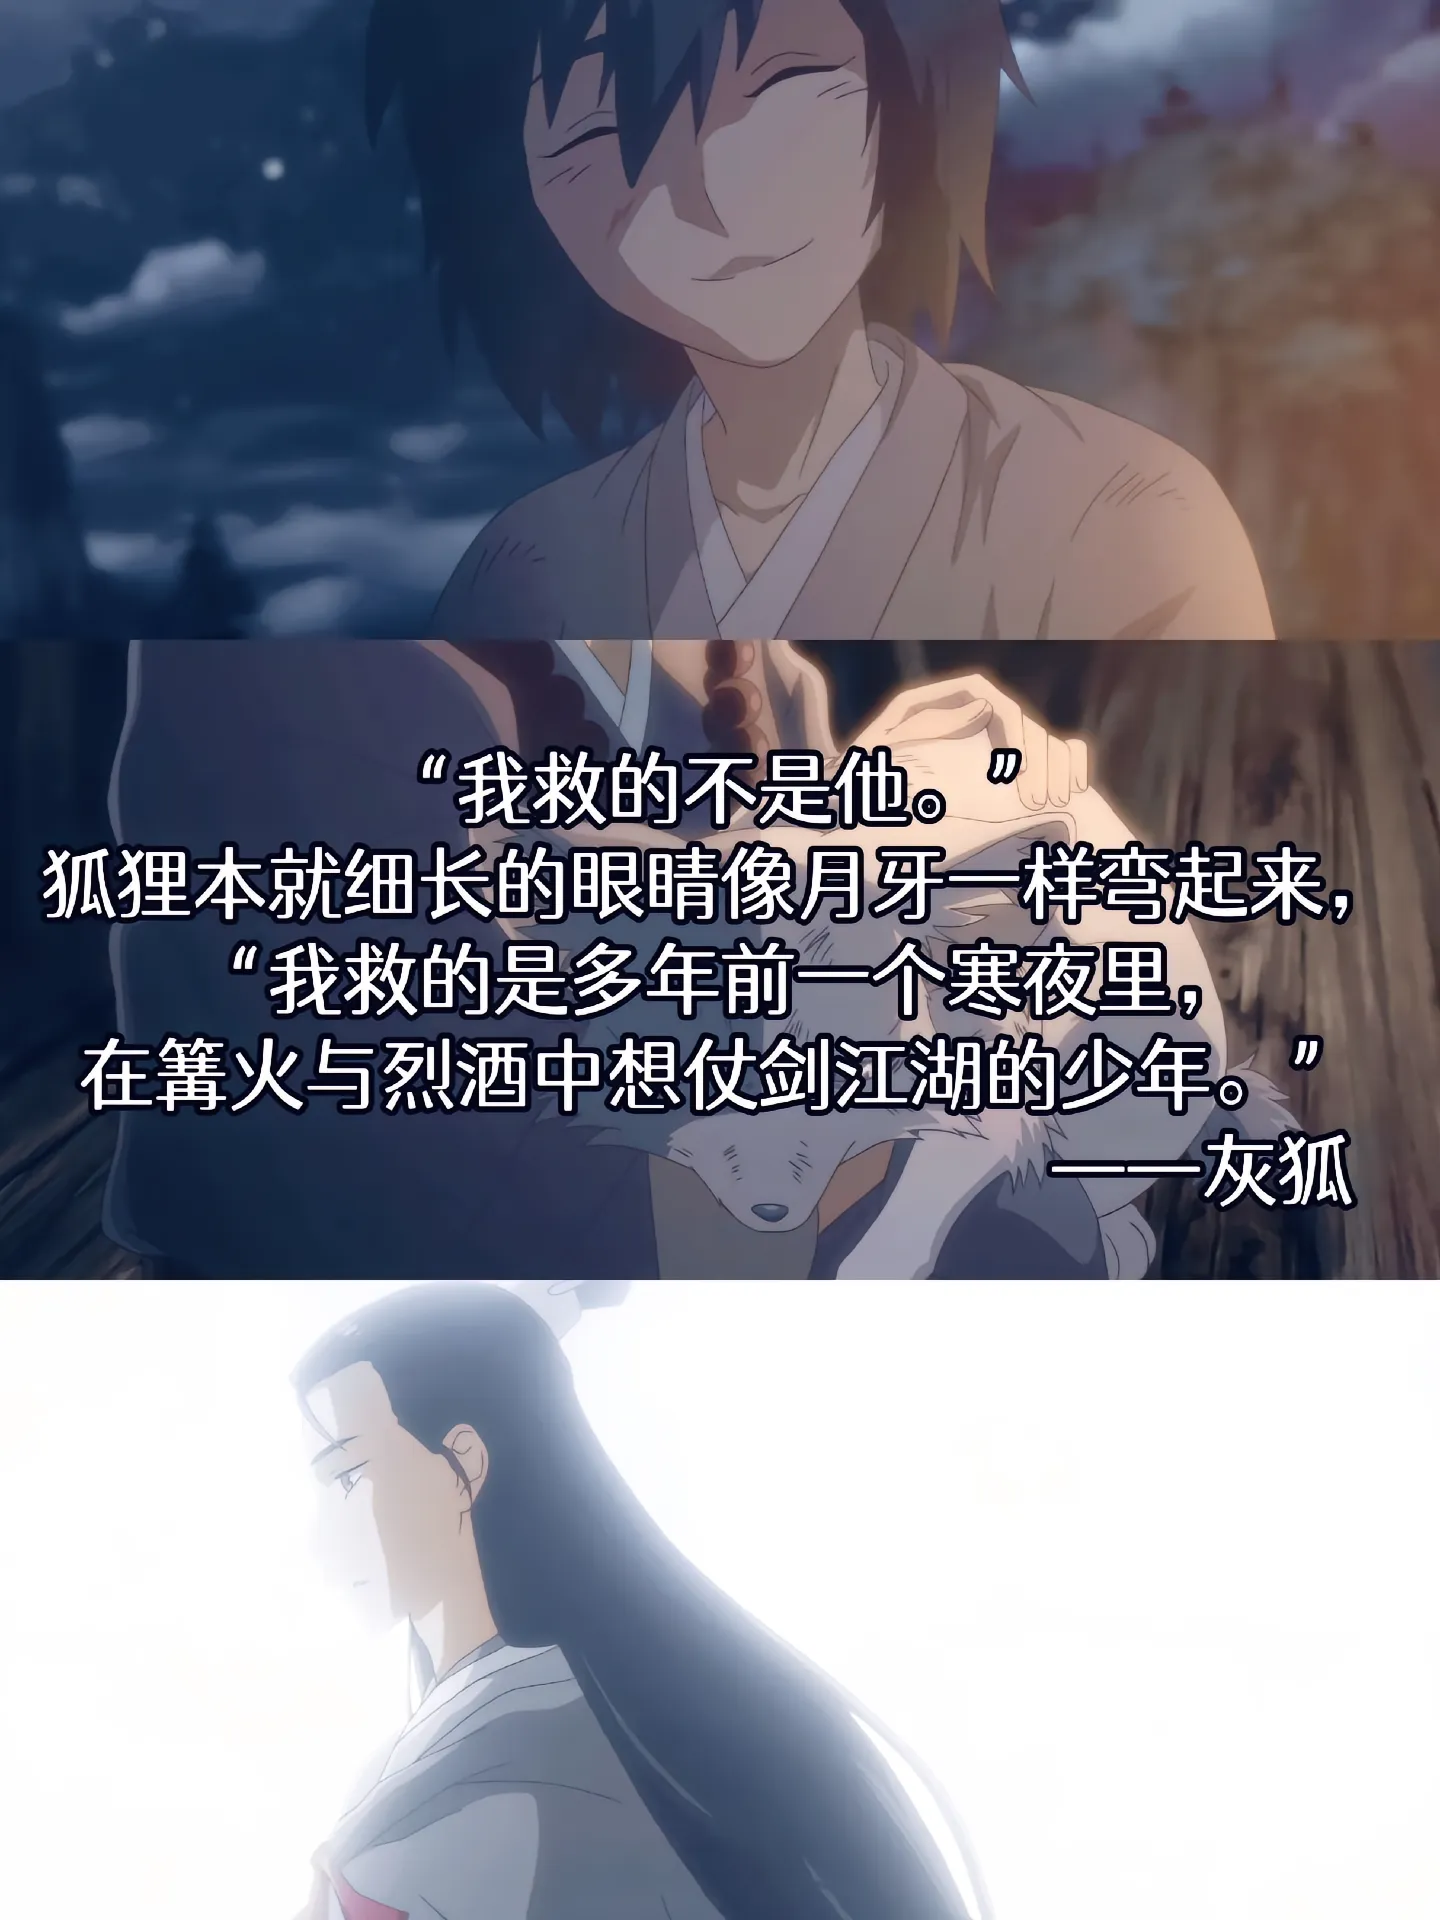 “我救的不是他。”
狐狸本就细长的眼睛像月牙一样弯起来，
“我救的是多年前一个寒夜里，
在篝火与烈酒中想仗剑江湖的少年。”
——灰狐